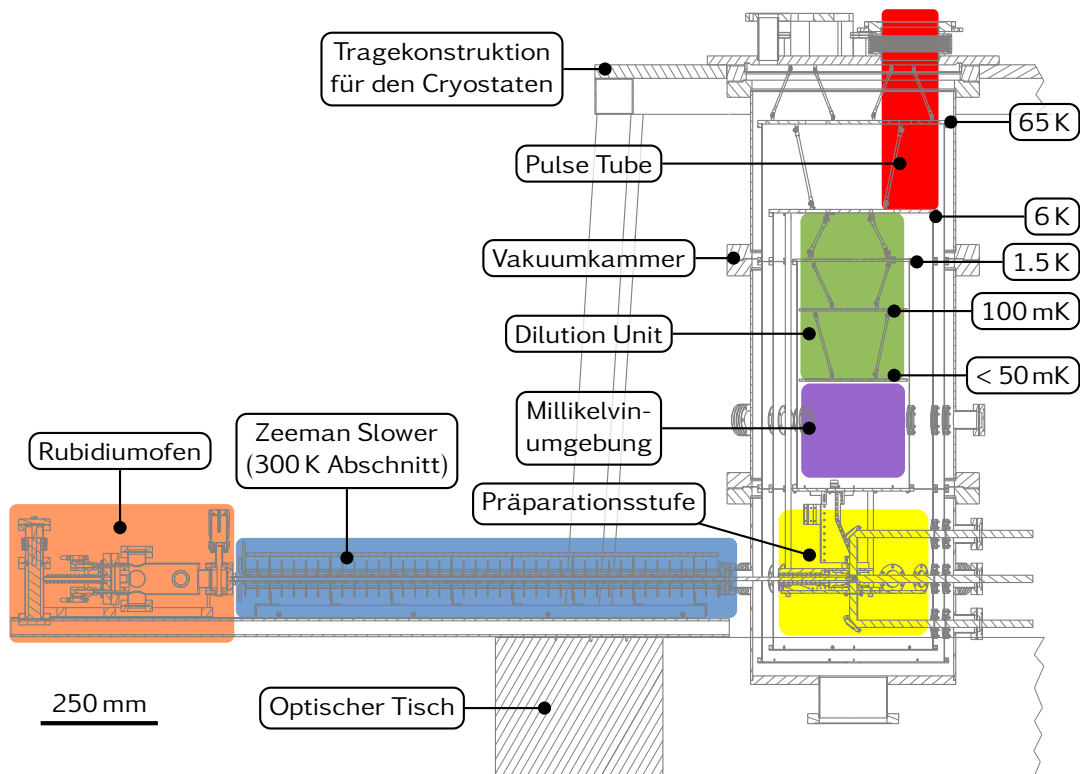 Tragekonstruktion
für den Cryostaten
65 K
Pulse Tube
6 K
Vakuumkammer
1.5 K
100 mK
Dilution Unit
< 50 mK
Millikelvin-
umgebung
Zeeman Slower
(300 K Abschnitt)
Rubidiumofen
Präparationsstufe
250 mm
Optischer Tisch